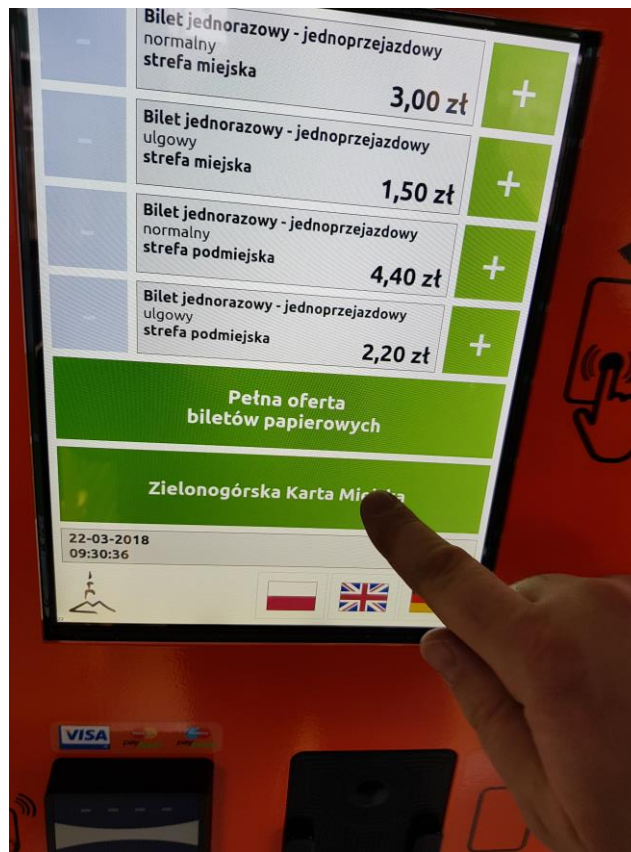 Bilet jednorazowy - jednoprzejazdowy
normalny
strefa miejska
3,00 zł
+
Bilet jednorazowy - jednoprzejazdowy
ulgowy
strefa miejska
1,50 zł
+
Bilet jednorazowy - jednoprzejazdowy
normalny
strefa podmiejska
4,40 zł
+
Bilet jednorazowy - jednoprzejazdowy
ulgowy
strefa podmiejska
2,20 zł
+
Pełna oferta
biletów papierowych
Zielonogórska Karta Miejska
22-03-2018
09:30:36
VISA